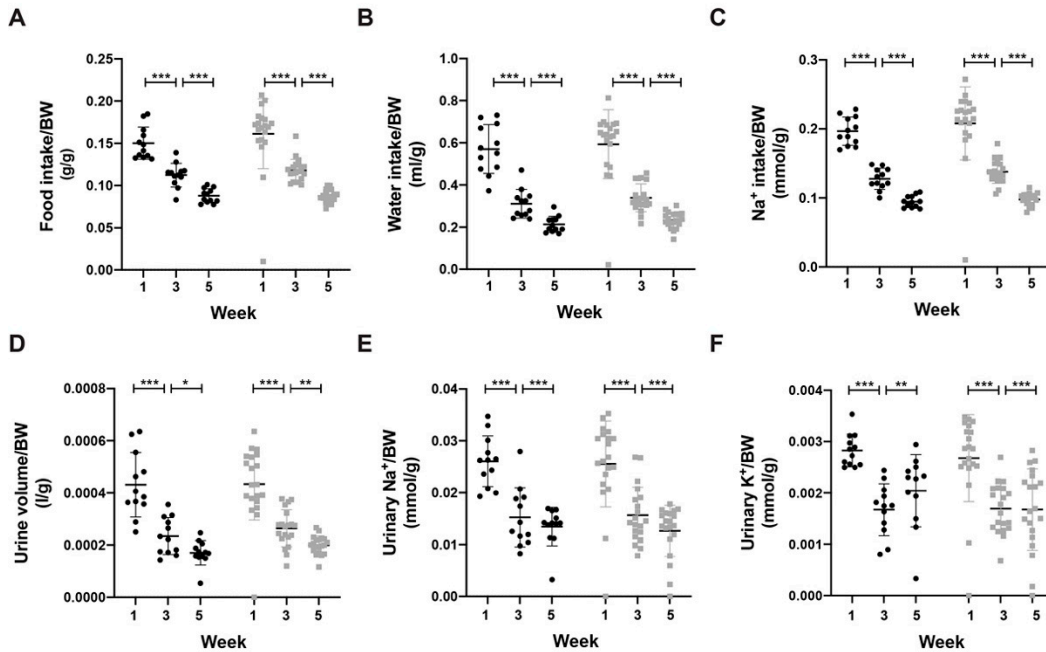 A
B
C
0.25
0.20
0.15
0.10
0.05
0.00
Food intake/BW
(g/g)
*** *** *** ***
1 3 5 1 3 5
Week
1.0
0.8
0.6
0.4
0.2
0.0
Water intake/BW
(ml/g)
*** *** *** ***
1 3 5 1 3 5
Week
0.3
0.2
0.1
0.0
Na+ intake/BW
(mmol/g)
*** *** *** ***
1 3 5 1 3 5
Week
D
E
F
0.0008
0.0006
0.0004
0.0002
0.0000
Urine volume/BW
(l/g)
*** * *** **
1 3 5 1 3 5
Week
0.04
0.03
0.02
0.01
0.00
Urinary Na+/BW
(mmol/g)
*** *** *** ***
1 3 5 1 3 5
Week
0.004
0.003
0.002
0.001
0.000
Urinary K+/BW
(mmol/g)
*** ** *** ***
1 3 5 1 3 5
Week